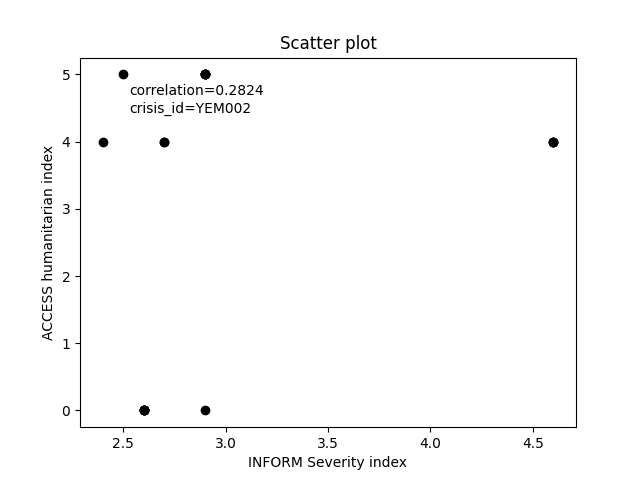 Scatter plot
5
correlation=0.2824
crisis_id=YEM002
4
3
2
1
0
ACCESS humanitarian index
2.5 3.0 3.5 4.0 4.5
INFORM Severity index